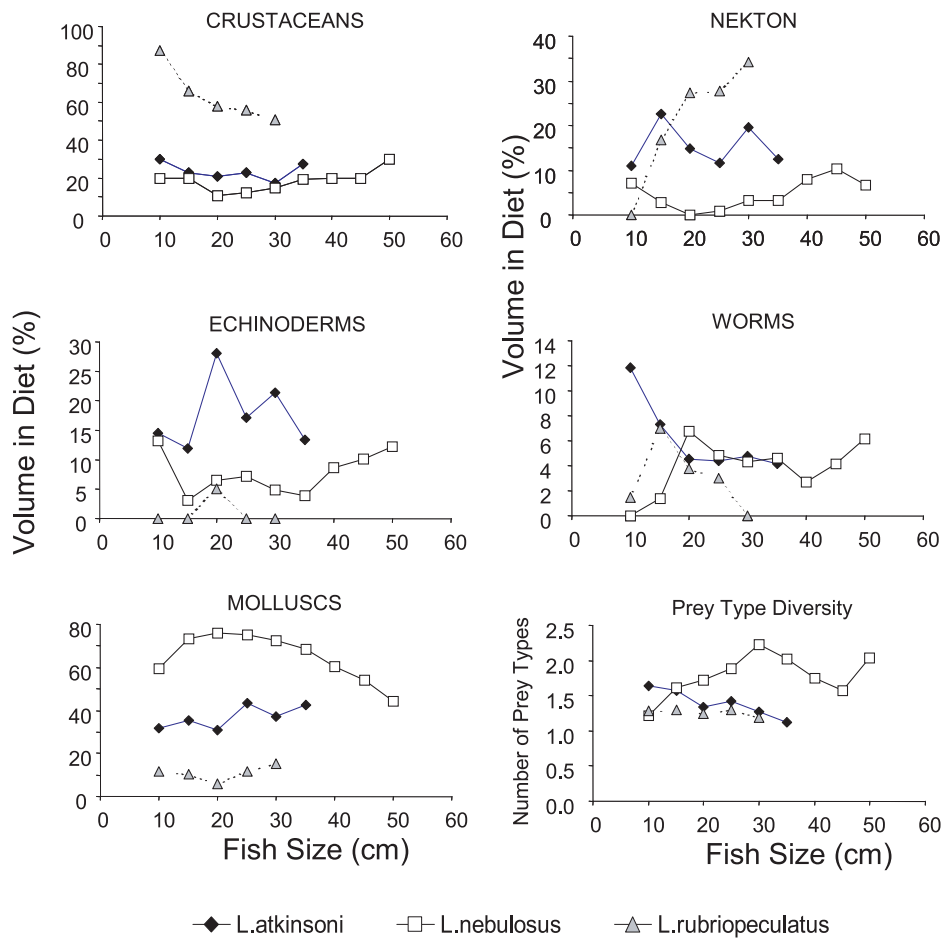 CRUSTACEANS
100
80
60
40
20
0
0 10 20 30 40 50 60
NEKTON
40
30
20
10
0
0 10 20 30 40 50 60
Volume in Diet (%)
ECHINODERMS
30
25
20
15
10
5
0
0 10 20 30 40 50 60
Volume in Diet (%)
WORMS
14
12
10
8
6
4
2
0
0 10 20 30 40 50 60
MOLLUSCS
80
60
40
20
0
0 10 20 30 40 50 60
Fish Size (cm)
Prey Type Diversity
Number of Prey Types
2.5
2.0
1.5
1.0
0.5
0.0
0 10 20 30 40 50 60
Fish Size (cm)
L.atkinsoni L.nebulosus L.rubriopeculatus